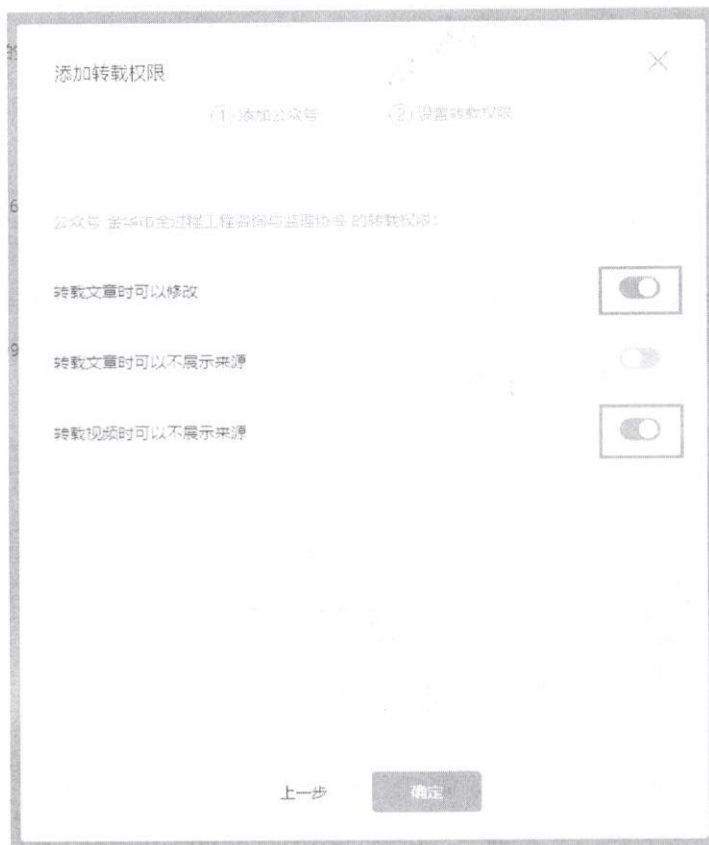 添加转载权限
① 添加公众号 ② 设置转载权限
公众号 金华市全过程工程咨询与监理协会 的转载权限：
转载文章时可以修改
转载文章时可以不展示来源
转载视频时可以不展示来源
上一步 确定